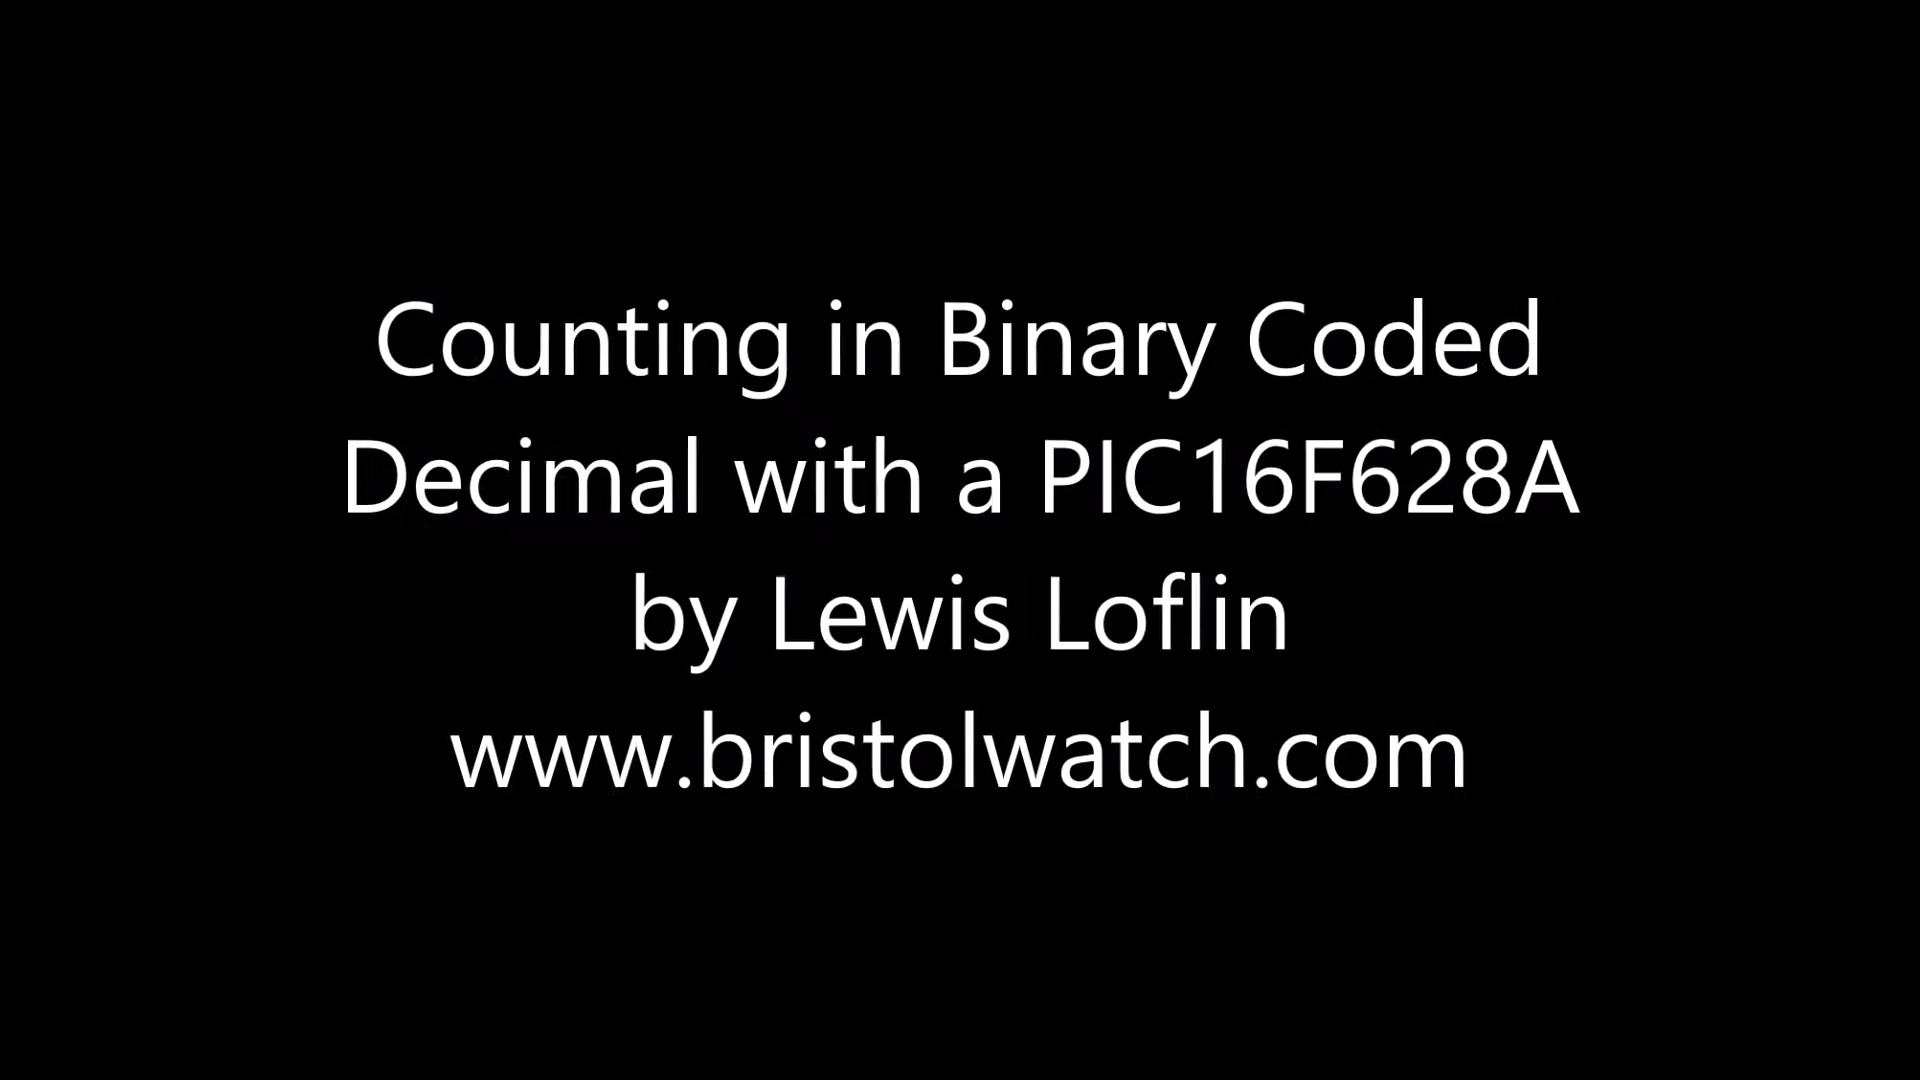 Counting in Binary Coded
Decimal with a PIC16F628A
by Lewis Loflin
www.bristolwatch.com